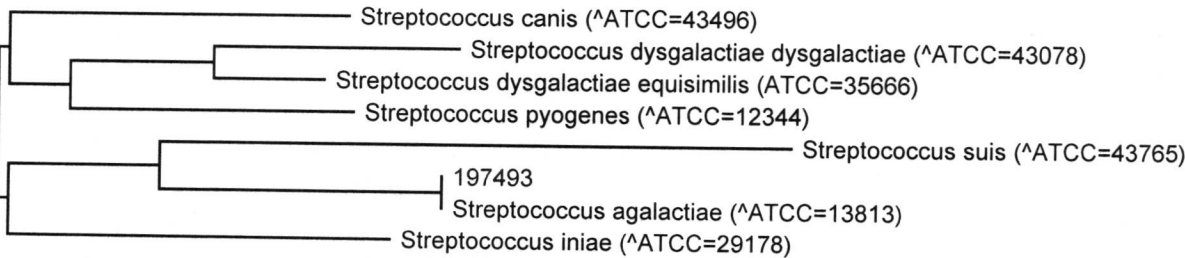 Streptococcus canis (^ATCC=43496)
Streptococcus dysgalactiae dysgalactiae (^ATCC=43078)
Streptococcus dysgalactiae equisimilis (ATCC=35666)
Streptococcus pyogenes (^ATCC=12344)
Streptococcus suis (^ATCC=43765)
197493
Streptococcus agalactiae (^ATCC=13813)
Streptococcus iniae (^ATCC=29178)